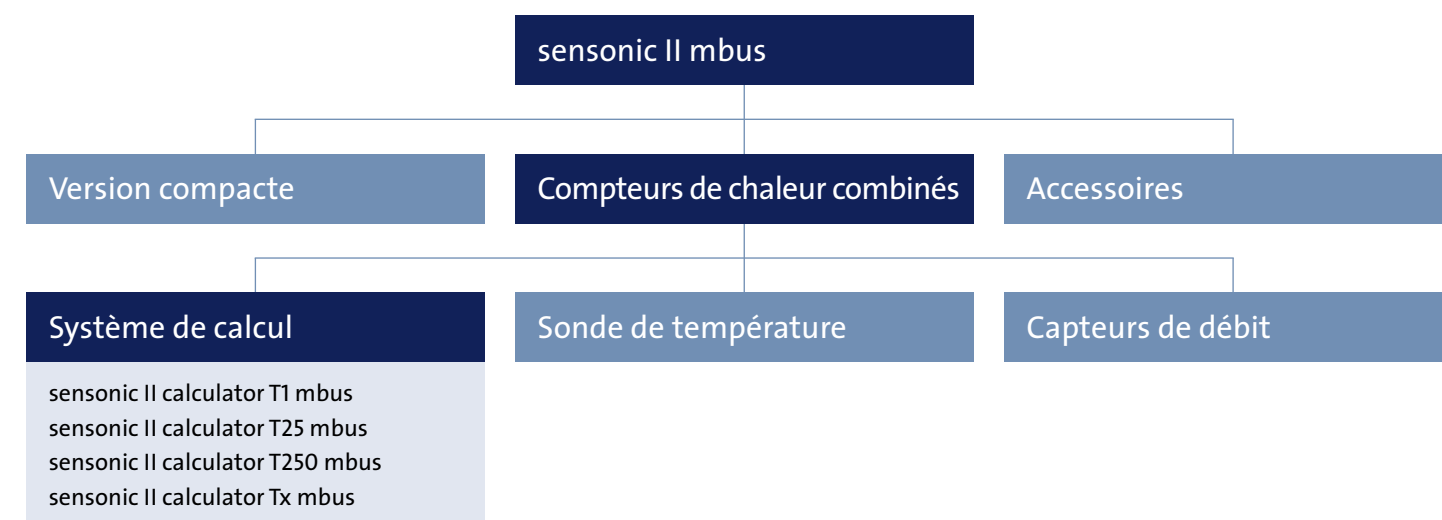 sensonic II mbus
Version compacte
Compteurs de chaleur combinés
Accessoires
Système de calcul
Sonde de température
Capteurs de débit
sensonic II calculator T1 mbus
sensonic II calculator T25 mbus
sensonic II calculator T250 mbus
sensonic II calculator Tx mbus